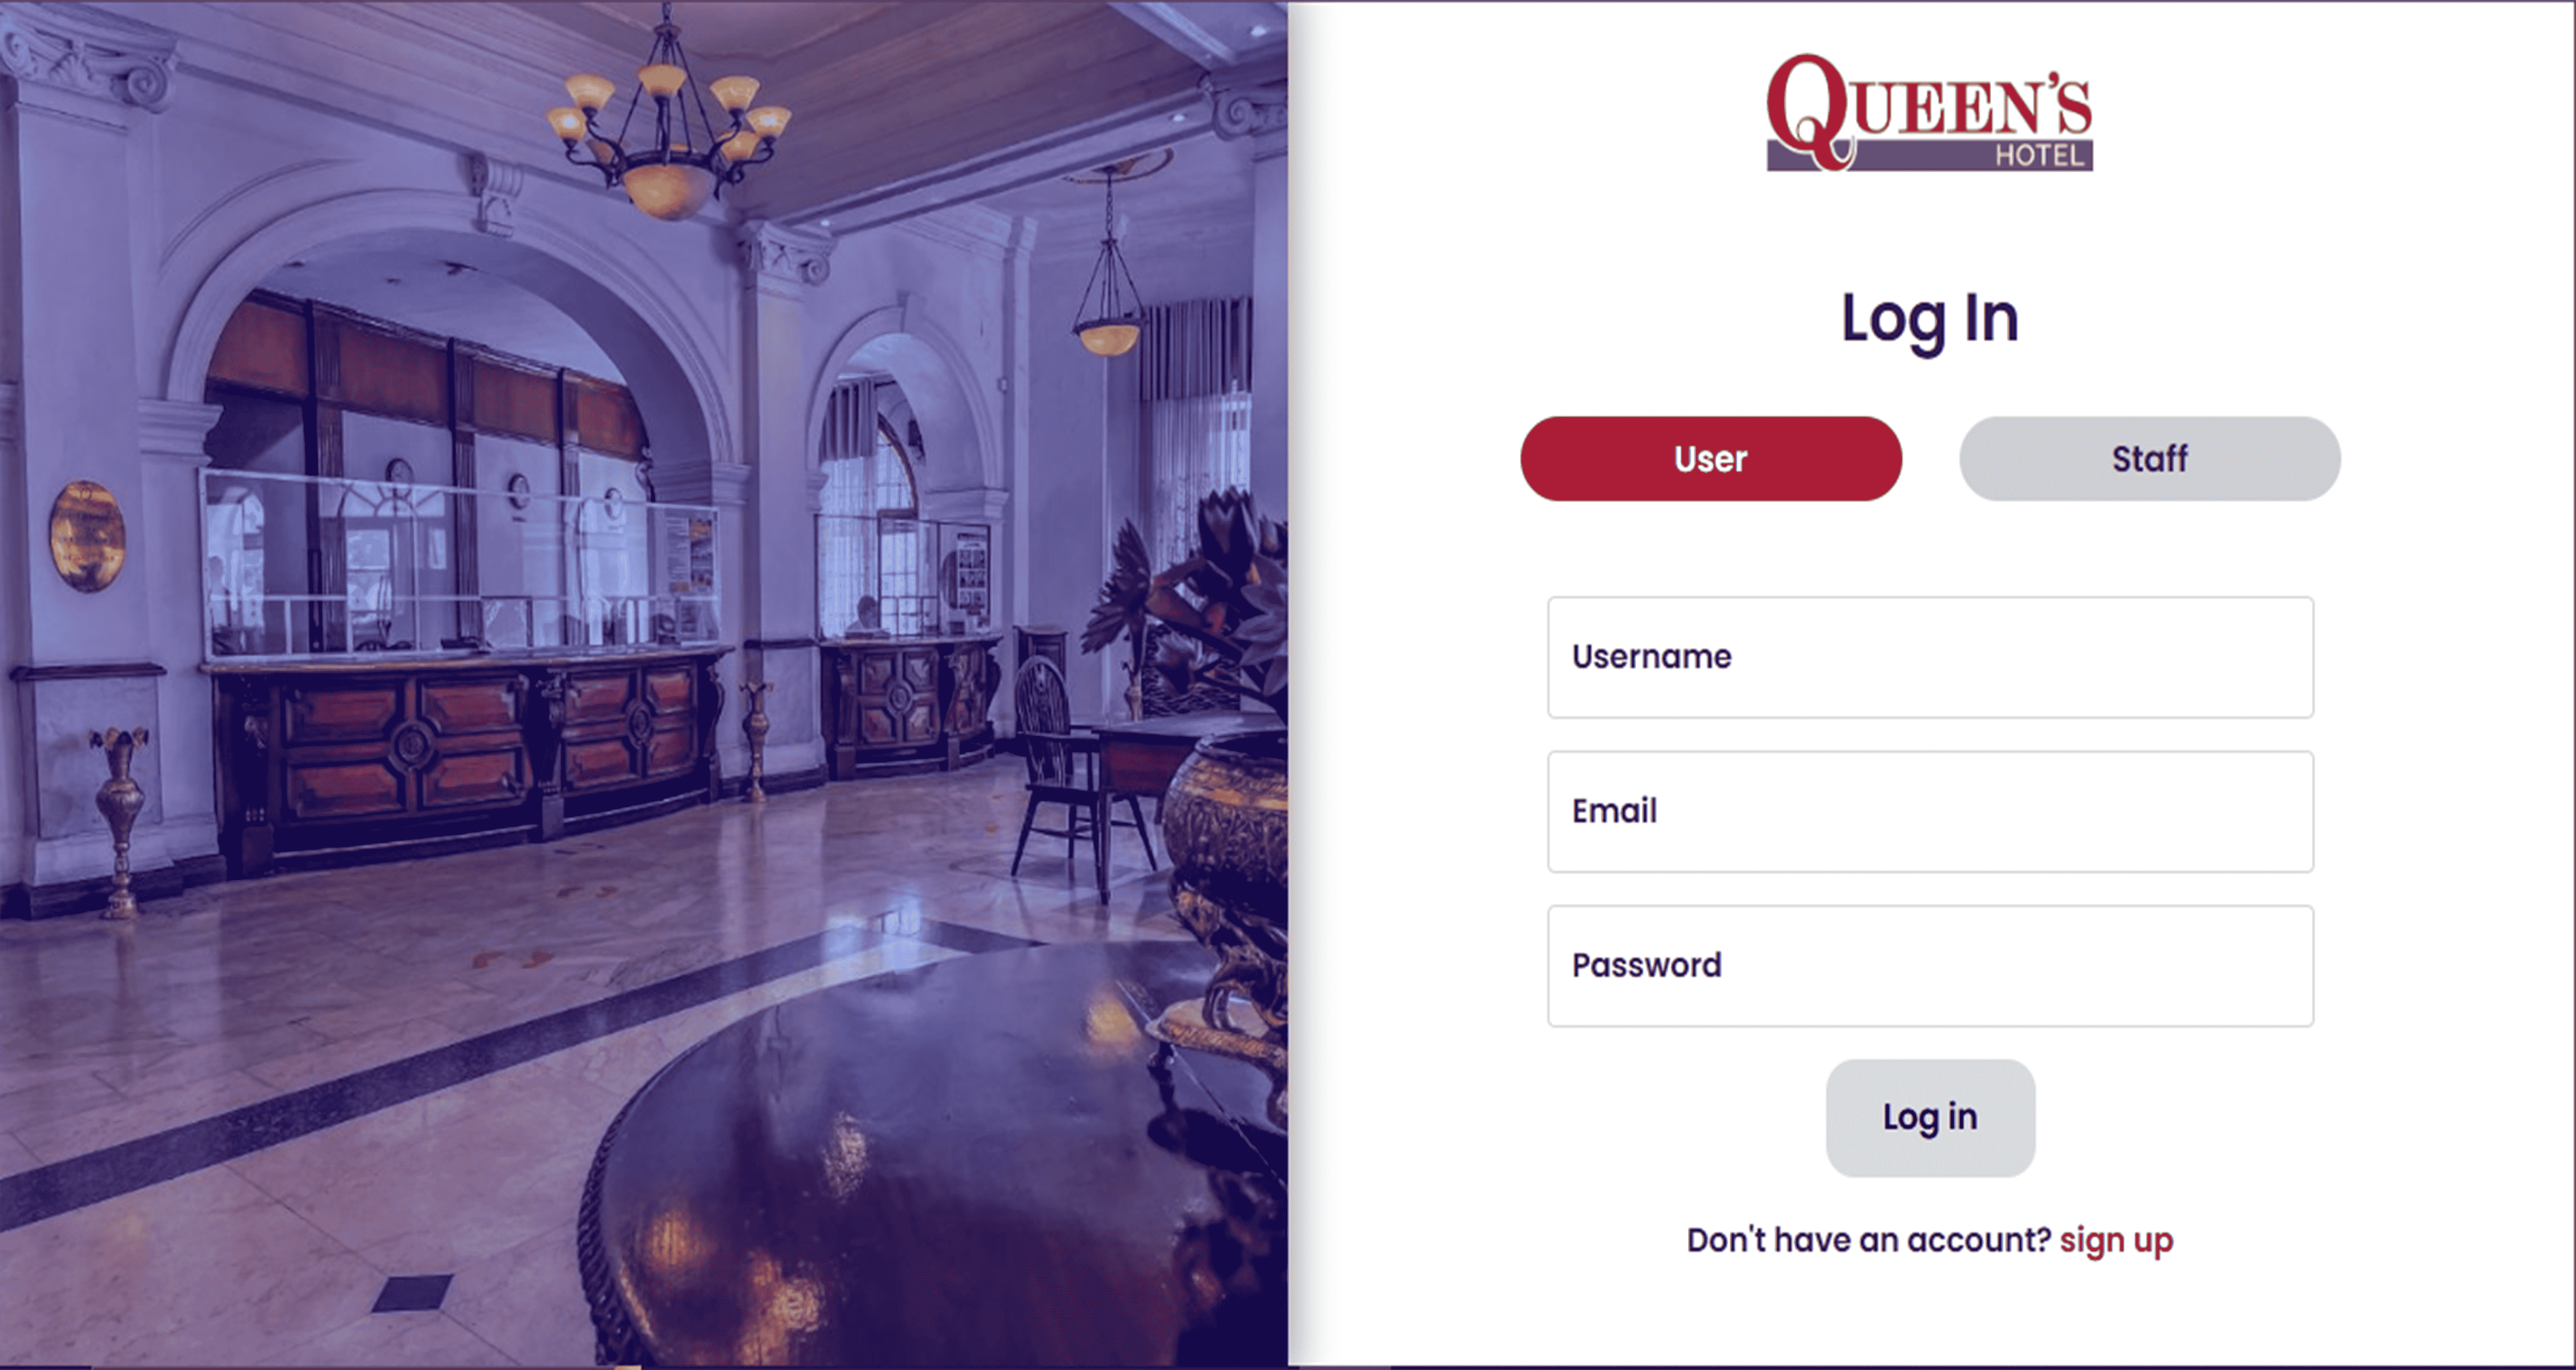 QUEEN'S
HOTEL
Log In
User
Staff
Username
Email
Password
Log in
Don't have an account? sign up